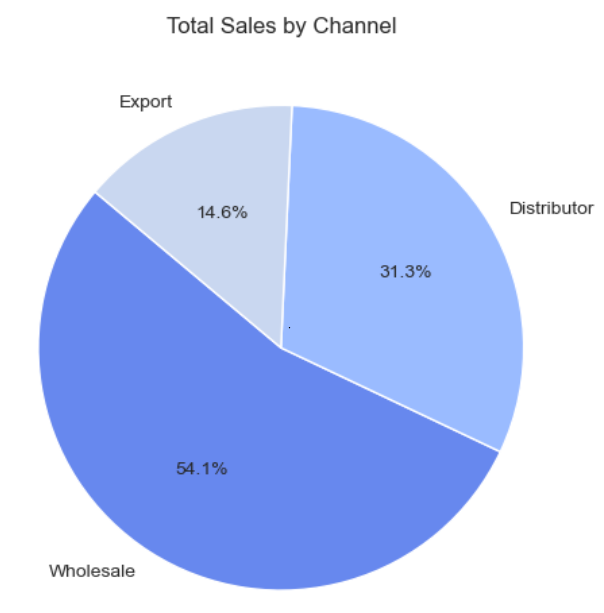 Total Sales by Channel
Export
Distributor
14.6%
31.3%
54.1%
Wholesale